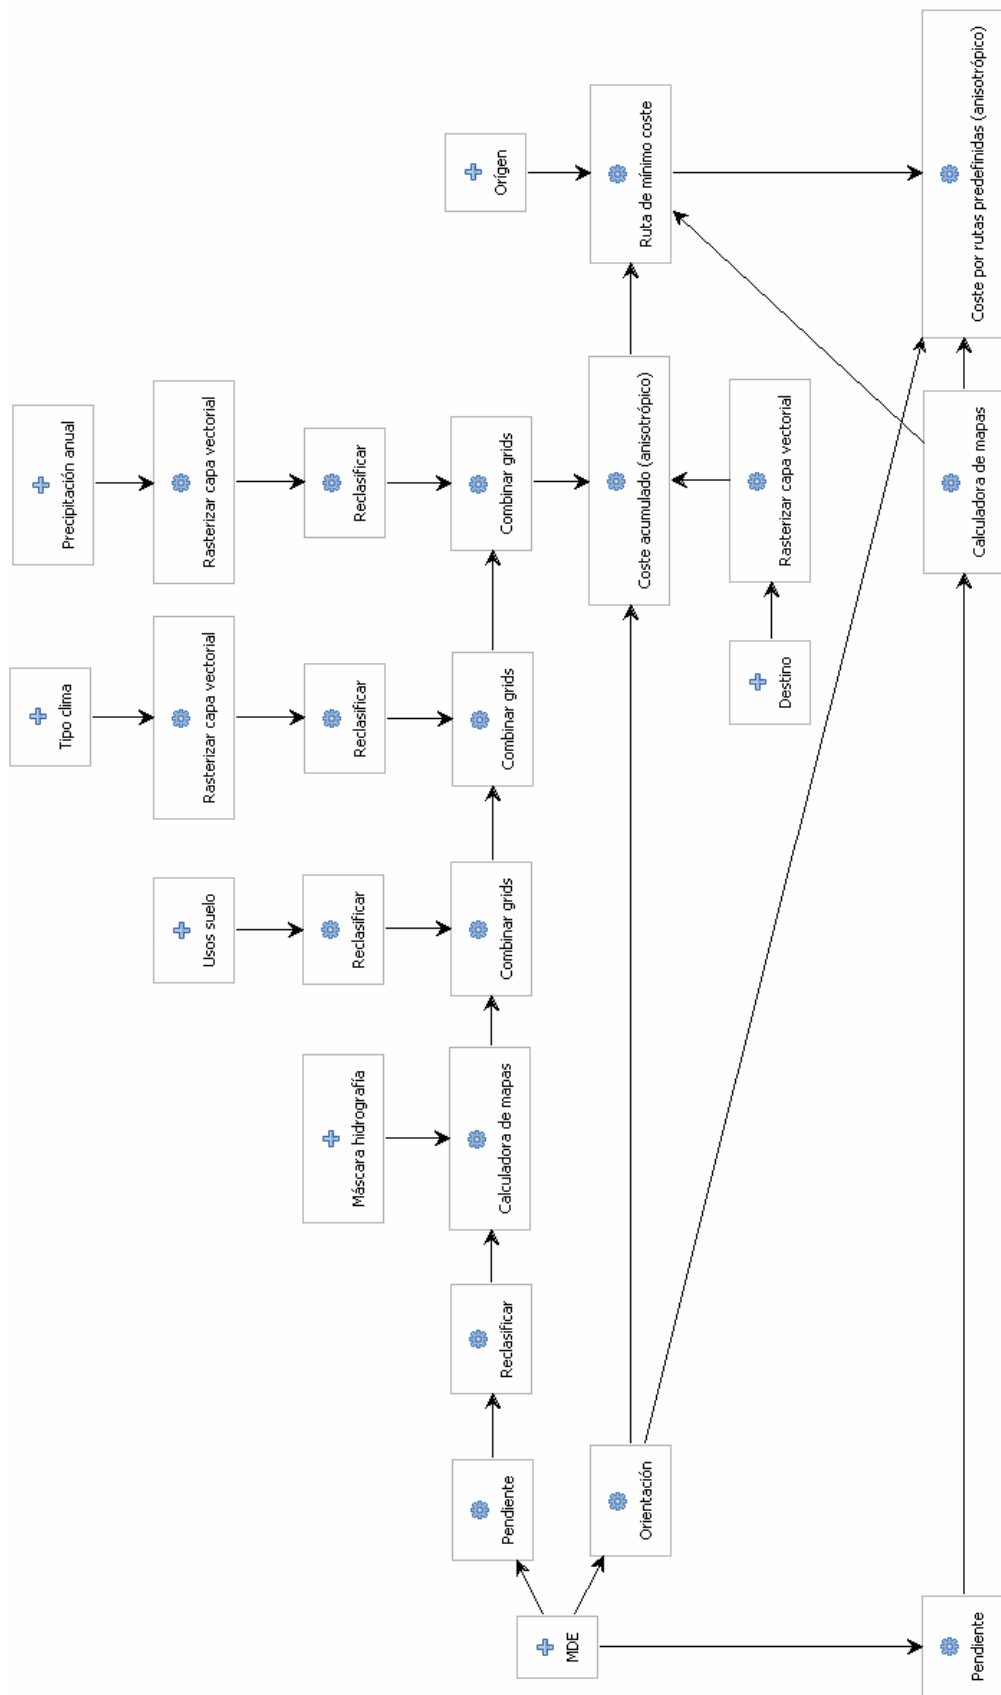 Tipo clima
Precipitación anual
Usos suelo
Rasterizar capa vectorial
Rasterizar capa vectorial
Máscara hidrografía
Reclasificar
Reclasificar
Reclasificar
Pendiente
Reclasificar
Calculadora de mapas
Combinar grids
Combinar grids
Combinar grids
Orígen
MDE
Orientación
Coste acumulado (anisotrópico)
Ruta de mínimo coste
Destino
Rasterizar capa vectorial
Pendiente
Calculadora de mapas
Coste por rutas predefinidas (anisotrópico)